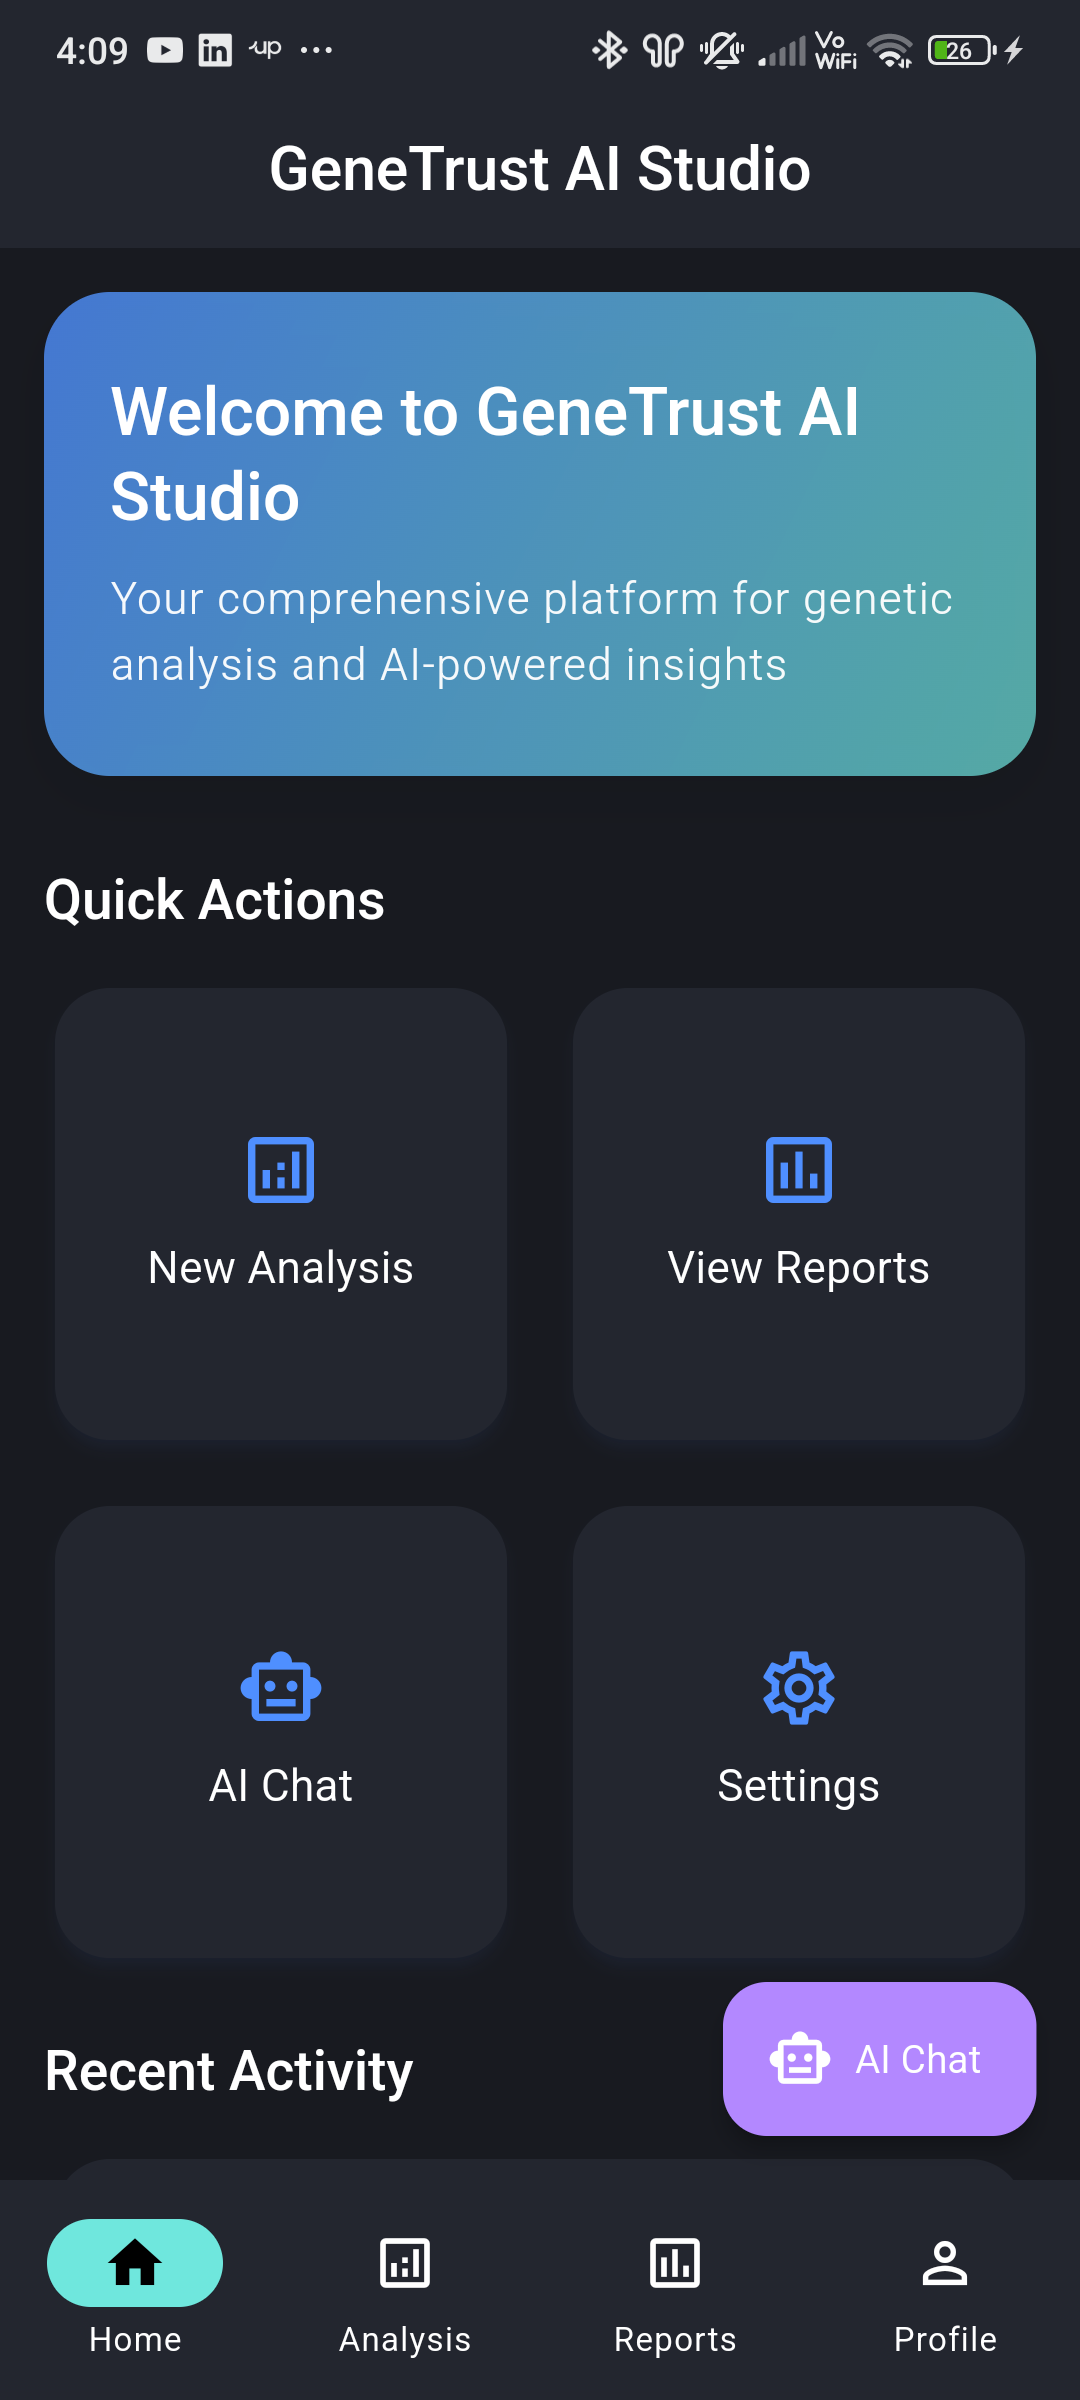 4:09
in
up
Vo
WiFi
26
GeneTrust AI Studio
Welcome to GeneTrust AI
Studio
Your comprehensive platform for genetic
analysis and AI-powered insights
Quick Actions
New Analysis
View Reports
AI Chat
Settings
Recent Activity
AI Chat
Home
Analysis
Reports
Profile